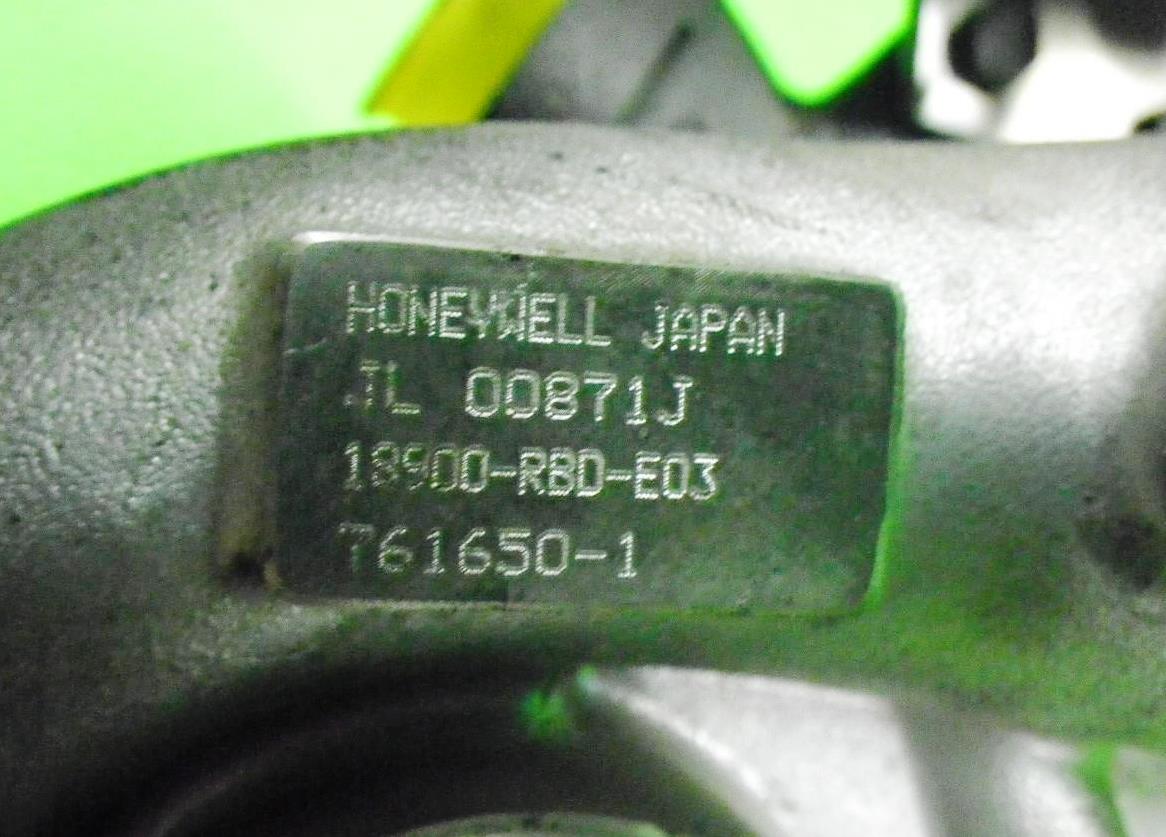 HONEYWELL JAPAN
JL 00871J
18900-RBD-E03
761650-1